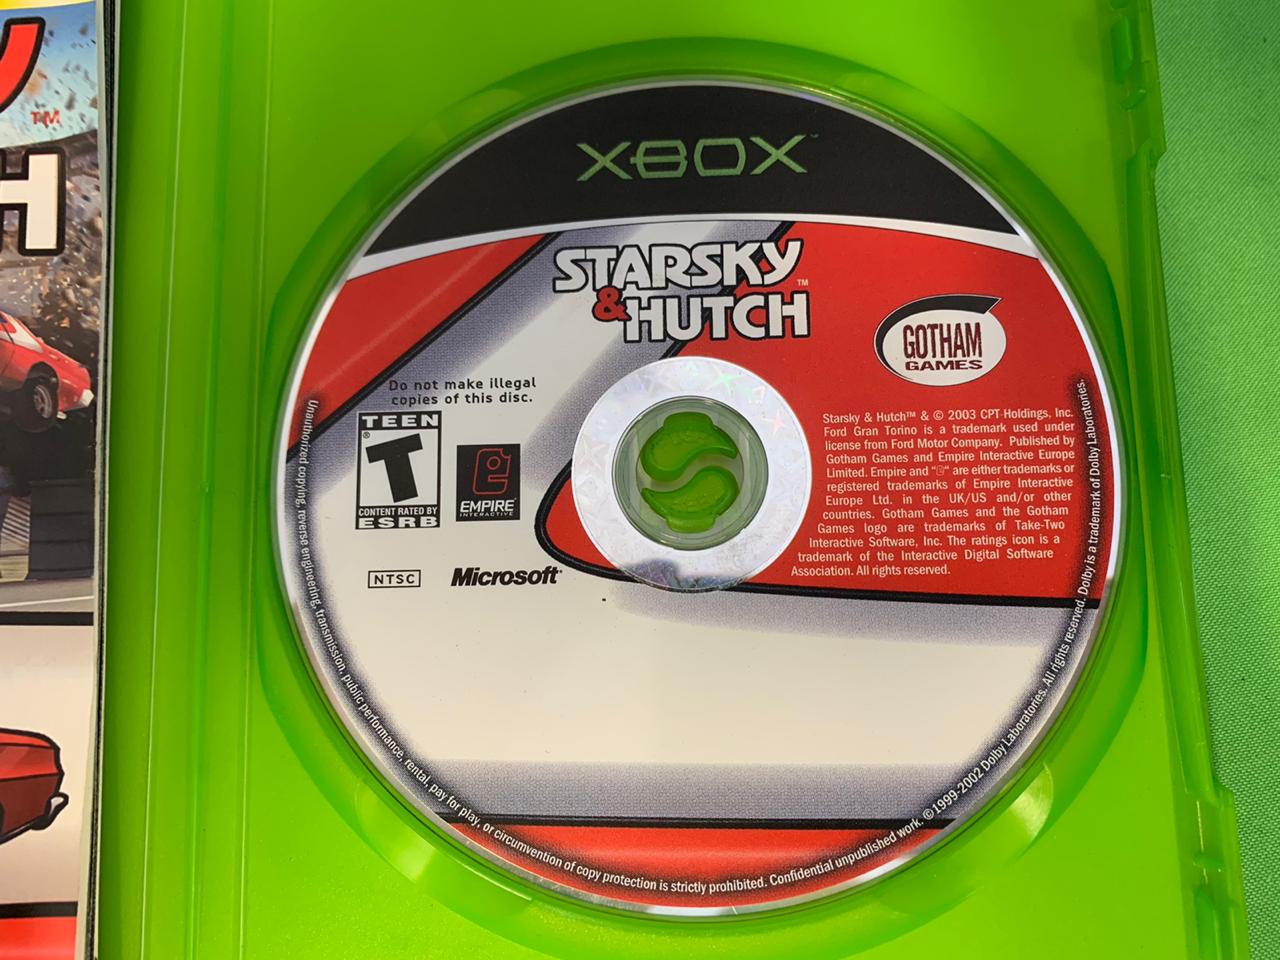 TM
H
XBOX
STARSKY
& HUTCH™
GOTHAM
GAMES
Do not make illegal
copies of this disc.
TEEN
T®
CONTENT RATED BY
ESRB
EMPIRE
INTERACTIVE
NTSC
Microsoft®
Starsky & Hutch™ & © 2003 CPT Holdings, Inc.
Ford Gran Torino is a trademark used under
license from Ford Motor Company. Published by
Gotham Games and Empire Interactive Europe
Limited. Empire and "e" are either trademarks or
registered trademarks of Empire Interactive
Europe Ltd. in the UK/US and/or other
countries. Gotham Games and the Gotham
Games logo are trademarks of Take-Two
Interactive Software, Inc. The ratings icon is a
trademark of the Interactive Digital Software
Association. All rights reserved.
Unauthorized copying, reverse engineering, transmission, public performance, rental, pay for play, or circumvention of copy protection is strictly prohibited. Confidential unpublished work. ©1999-2002 Dolby Laboratories. All rights reserved. Dolby is a trademark of Dolby Laboratories.